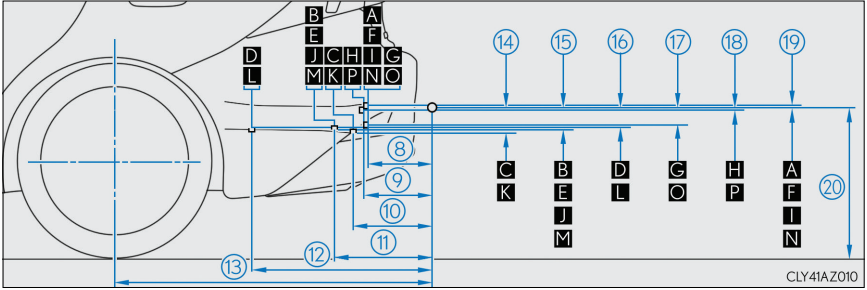 B A
E F
D J C H I G
L M K P N O
⑭ ⑮ ⑯ ⑰ ⑱ ⑲
⑧
⑨
⑩
⑪
⑫
⑬
C B D G H A
K E L O P F
J I
M N
⑳
CLY41AZ010